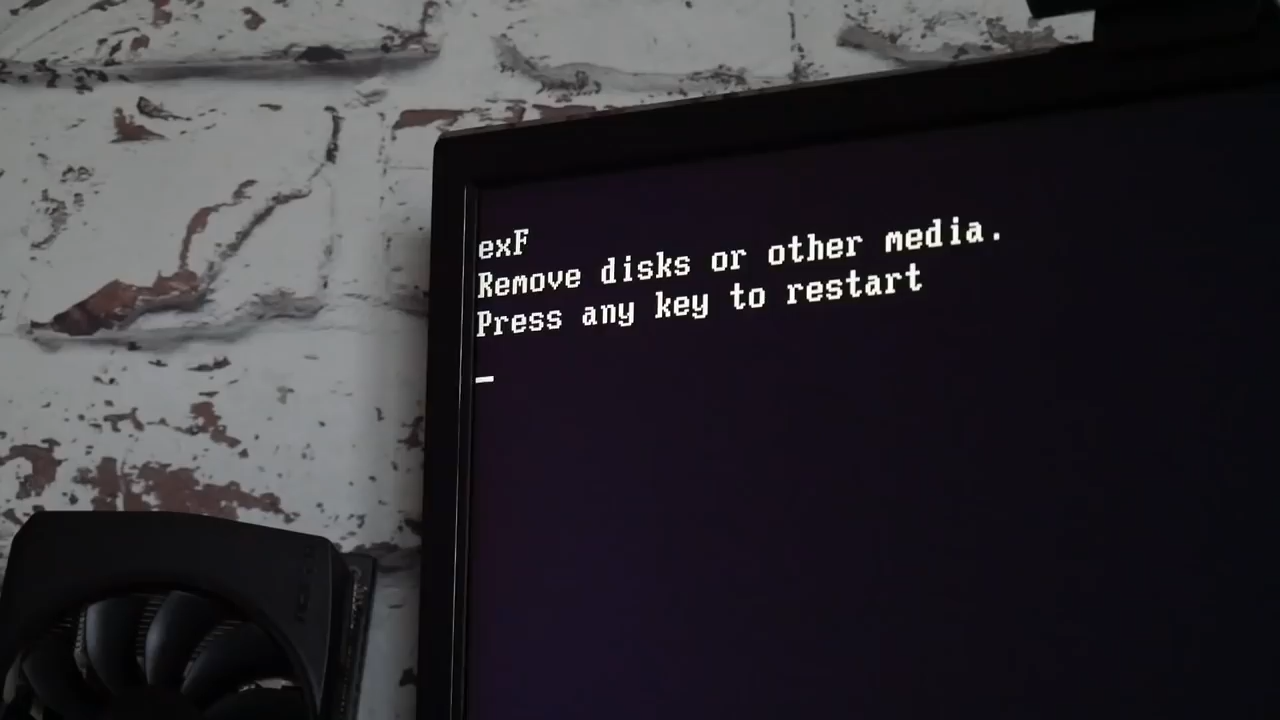 exF
Remove disks or other media.
Press any key to restart